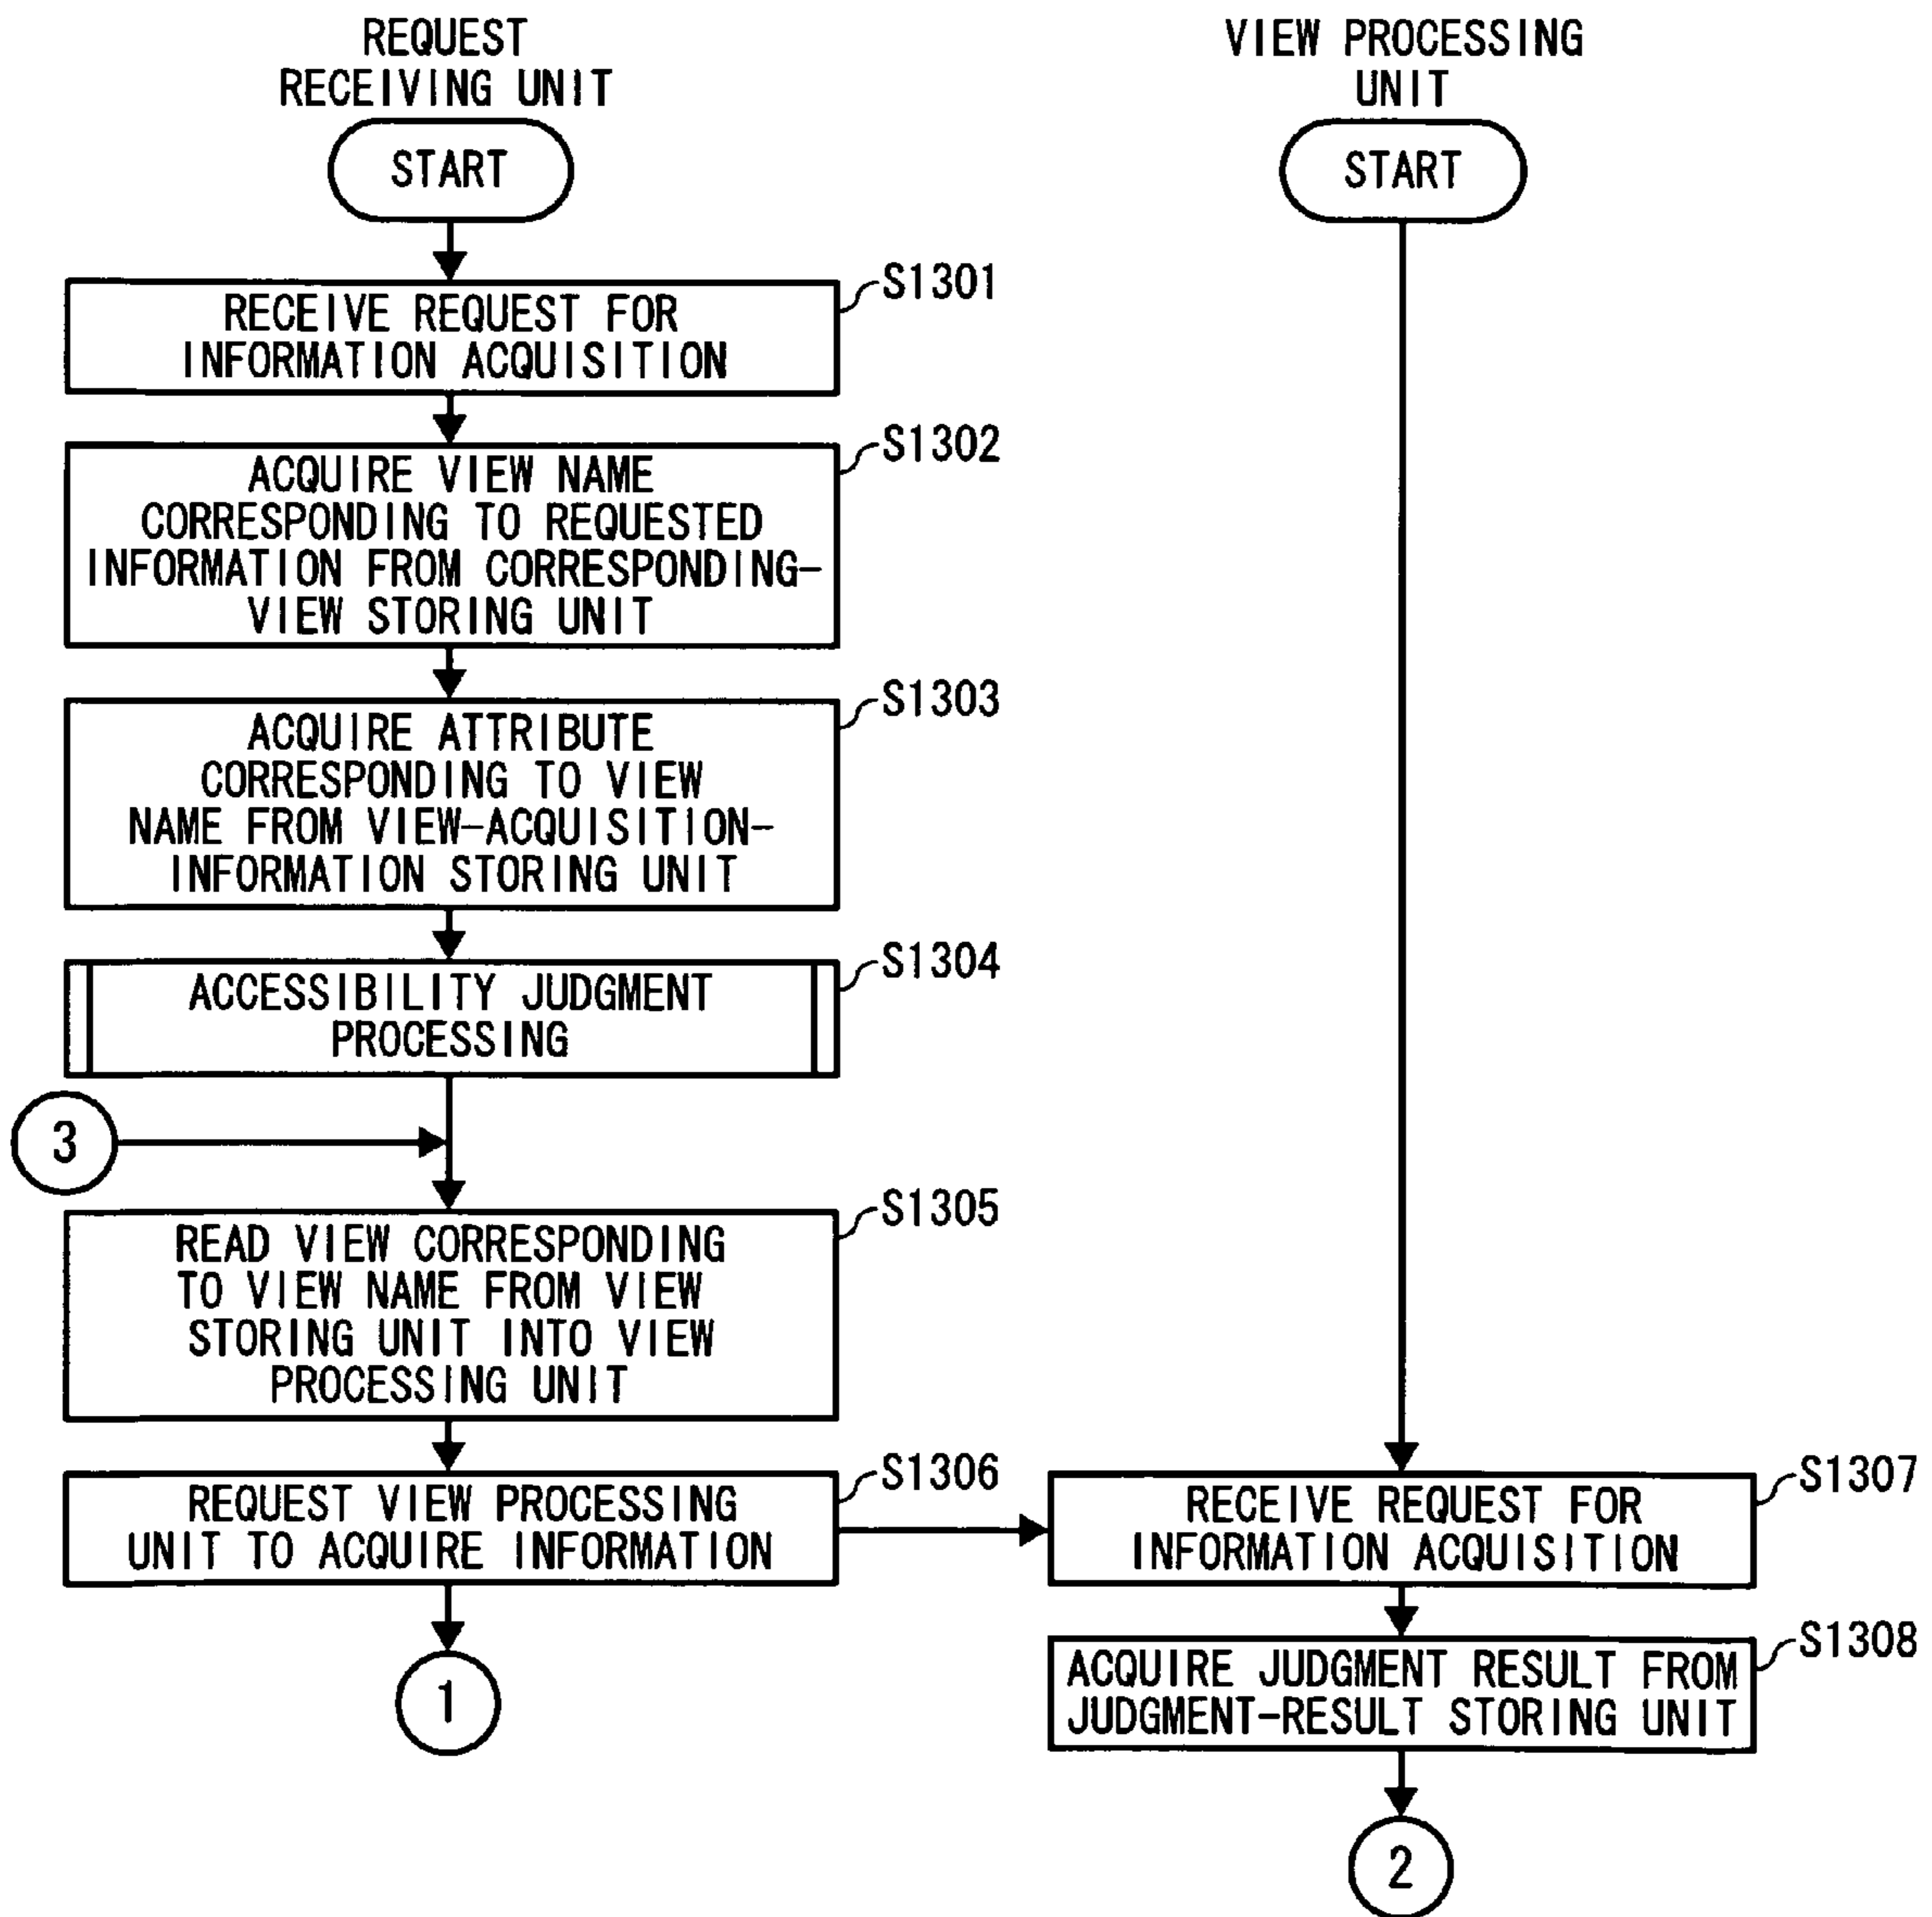 REQUEST
RECEIVING UNIT
START
S1301
RECEIVE REQUEST FOR
INFORMATION ACQUISITION
S1302
ACQUIRE VIEW NAME
CORRESPONDING TO REQUESTED
INFORMATION FROM CORRESPONDING-
VIEW STORING UNIT
S1303
ACQUIRE ATTRIBUTE
CORRESPONDING TO VIEW
NAME FROM VIEW-ACQUISITION-
INFORMATION STORING UNIT
S1304
ACCESSIBILITY JUDGMENT
PROCESSING
3
S1305
READ VIEW CORRESPONDING
TO VIEW NAME FROM VIEW
STORING UNIT INTO VIEW
PROCESSING UNIT
S1306
REQUEST VIEW PROCESSING
UNIT TO ACQUIRE INFORMATION
1
VIEW PROCESSING
UNIT
START
S1307
RECEIVE REQUEST FOR
INFORMATION ACQUISITION
S1308
ACQUIRE JUDGMENT RESULT FROM
JUDGMENT-RESULT STORING UNIT
2